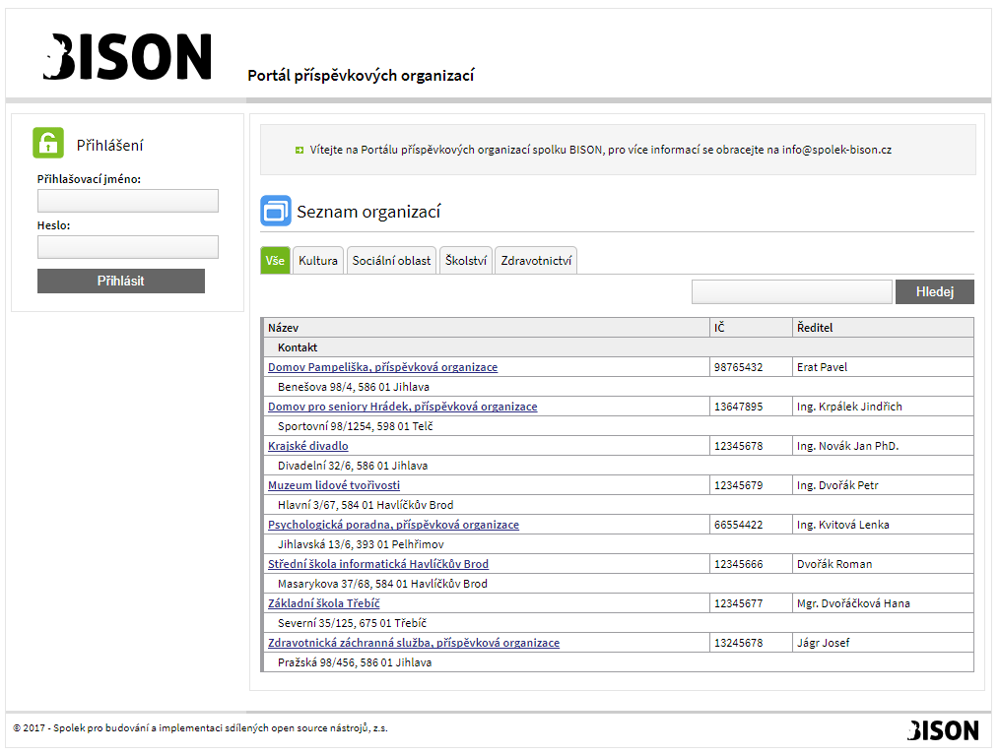 BISON
Portál příspěvkových organizací
Přihlášení
Přihlašovací jméno:
Heslo:
Přihlásit
Vítejte na Portálu příspěvkových organizací spolku BISON, pro více informací se obracejte na info@spolek-bison.cz
Seznam organizací
Vše Kultura Sociální oblast Školství Zdravotnictví
Hledej
Název IČ Ředitel
Kontakt
Domov Pampeliška, příspěvková organizace 98765432 Erat Pavel
Benešova 98/4, 586 01 Jihlava
Domov pro seniory Hrádek, příspěvková organizace 13647895 Ing. Krpálek Jindřich
Sportovní 98/1254, 598 01 Telč
Krajské divadlo 12345678 Ing. Novák Jan PhD.
Divadelní 32/6, 586 01 Jihlava
Muzeum lidové tvořivosti 12345679 Ing. Dvořák Petr
Hlavní 3/67, 584 01 Havlíčkův Brod
Psychologická poradna, příspěvková organizace 66554422 Ing. Kvitová Lenka
Jihlavská 13/6, 393 01 Pelhřimov
Střední škola informatická Havlíčkův Brod 12345666 Dvořák Roman
Masarykova 37/68, 584 01 Havlíčkův Brod
Základní škola Třebíč 12345677 Mgr. Dvořáčková Hana
Severní 35/125, 675 01 Třebíč
Zdravotnická záchranná služba, příspěvková organizace 13245678 Jágr Josef
Pražská 98/456, 586 01 Jihlava
© 2017 - Spolek pro budování a implementaci sdílených open source nástrojů, z.s.
BISON